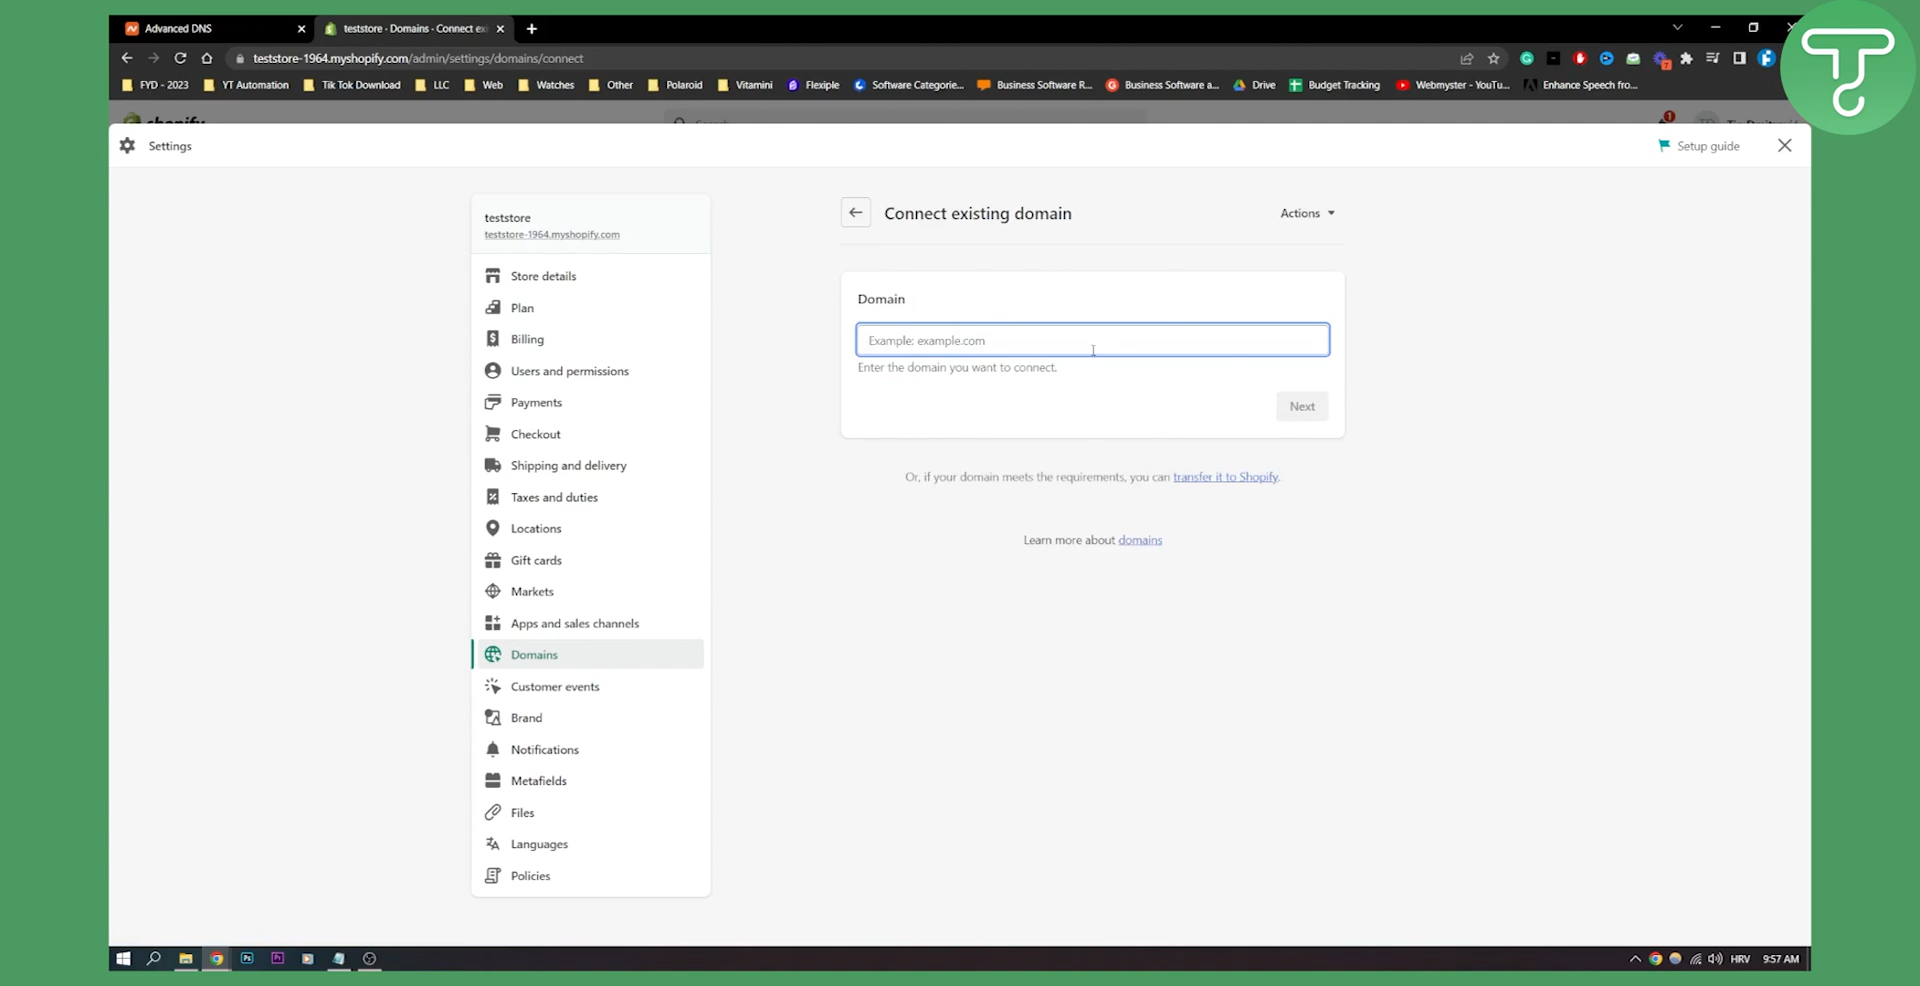 Advanced DNS
teststore · Domains · Connect exi
teststore-1964.myshopify.com/admin/settings/domains/connect
FYD - 2023
YT Automation
Tik Tok Download
LLC
Web
Watches
Other
Polaroid
Vitamini
Flexiple
Software Categorie...
Business Software R...
Business Software a...
Drive
Budget Tracking
Webmyster - YouTu...
Enhance Speech fro...
shopify
Search
1
Settings
Setup guide
teststore
teststore-1964.myshopify.com
Store details
Plan
Billing
Users and permissions
Payments
Checkout
Shipping and delivery
Taxes and duties
Locations
Gift cards
Markets
Apps and sales channels
Domains
Customer events
Brand
Notifications
Metafields
Files
Languages
Policies
Connect existing domain
Actions
Domain
Example: example.com
Enter the domain you want to connect.
Next
Or, if your domain meets the requirements, you can transfer it to Shopify.
Learn more about domains
Ps
Pr
HRV
9:57 AM